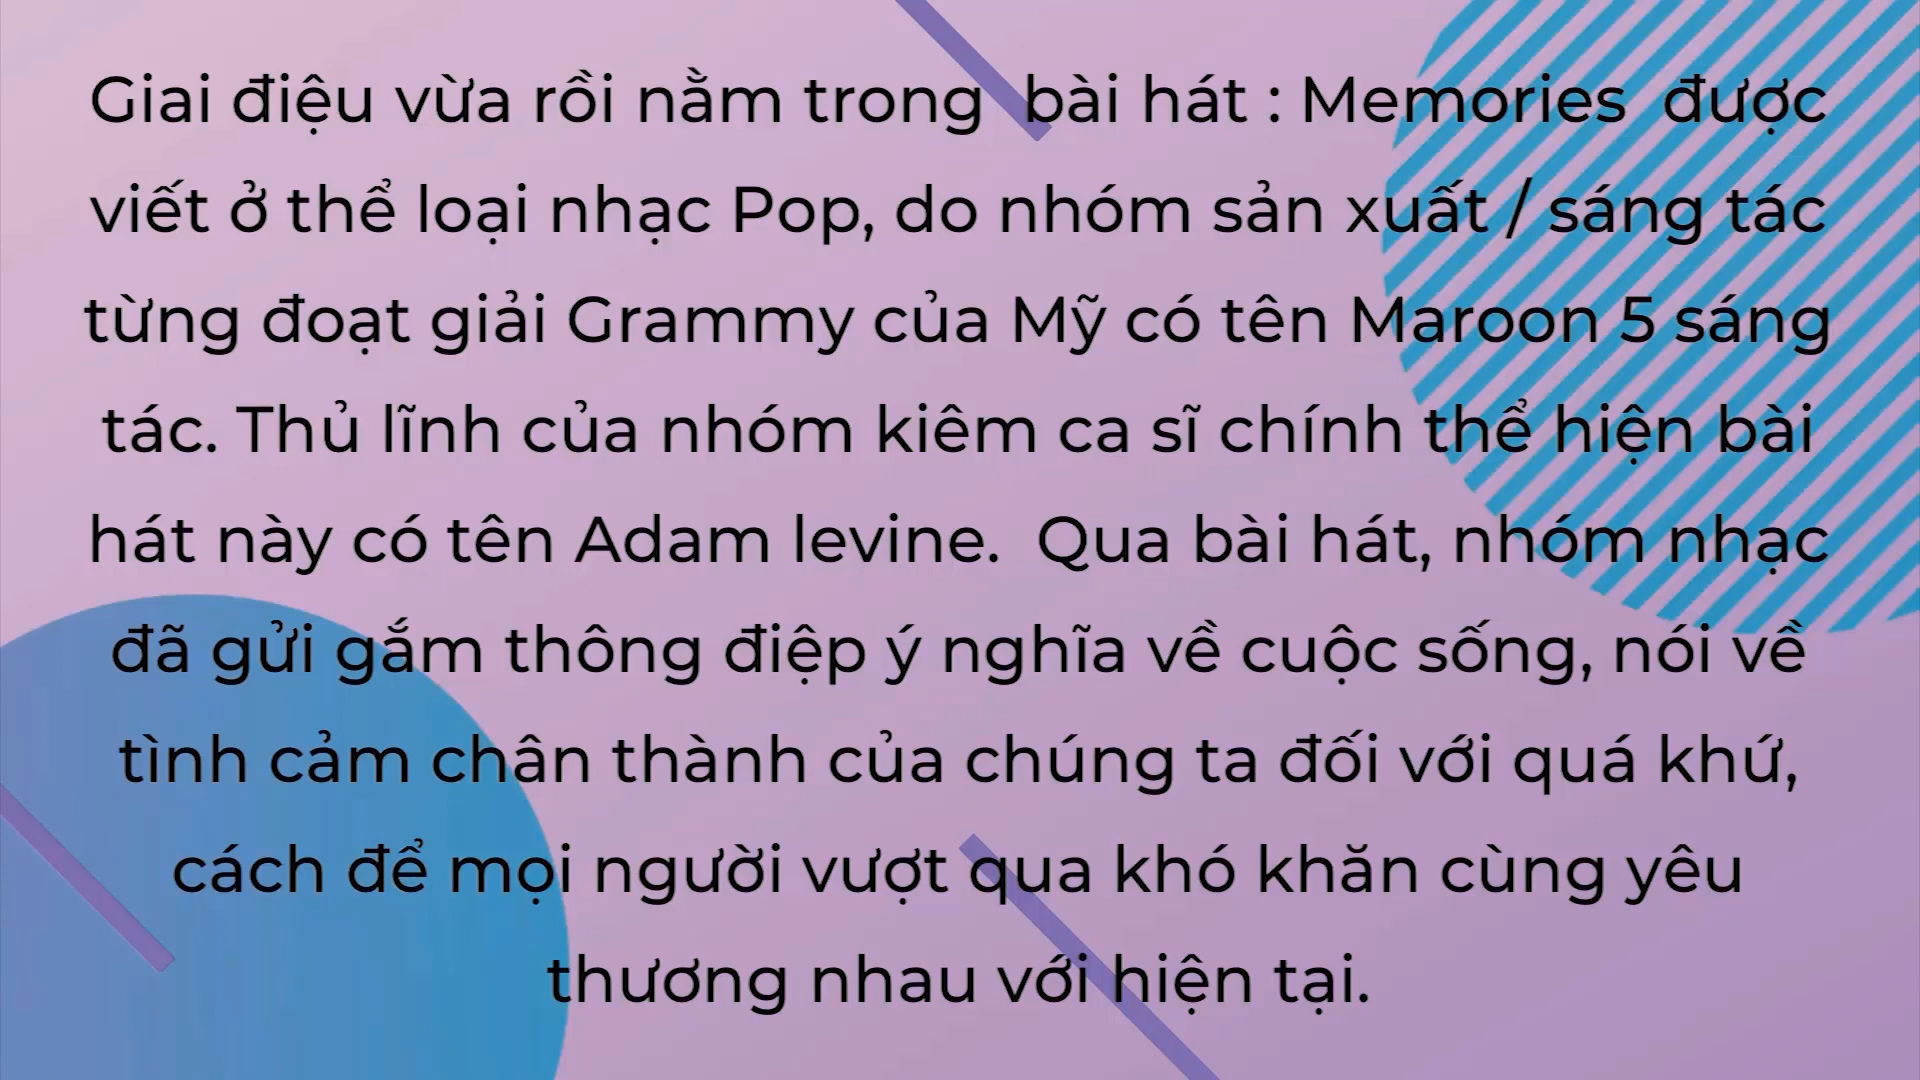 Giai điệu vừa rồi nằm trong  bài hát : Memories  được
viết ở thể loại nhạc Pop, do nhóm sản xuất / sáng tác
từng đoạt giải Grammy của Mỹ có tên Maroon 5 sáng
tác. Thủ lĩnh của nhóm kiêm ca sĩ chính thể hiện bài
hát này có tên Adam levine.  Qua bài hát, nhóm nhạc
đã gửi gắm thông điệp ý nghĩa về cuộc sống, nói về
tình cảm chân thành của chúng ta đối với quá khứ,
cách để mọi người vượt qua khó khăn cùng yêu
thương nhau với hiện tại.